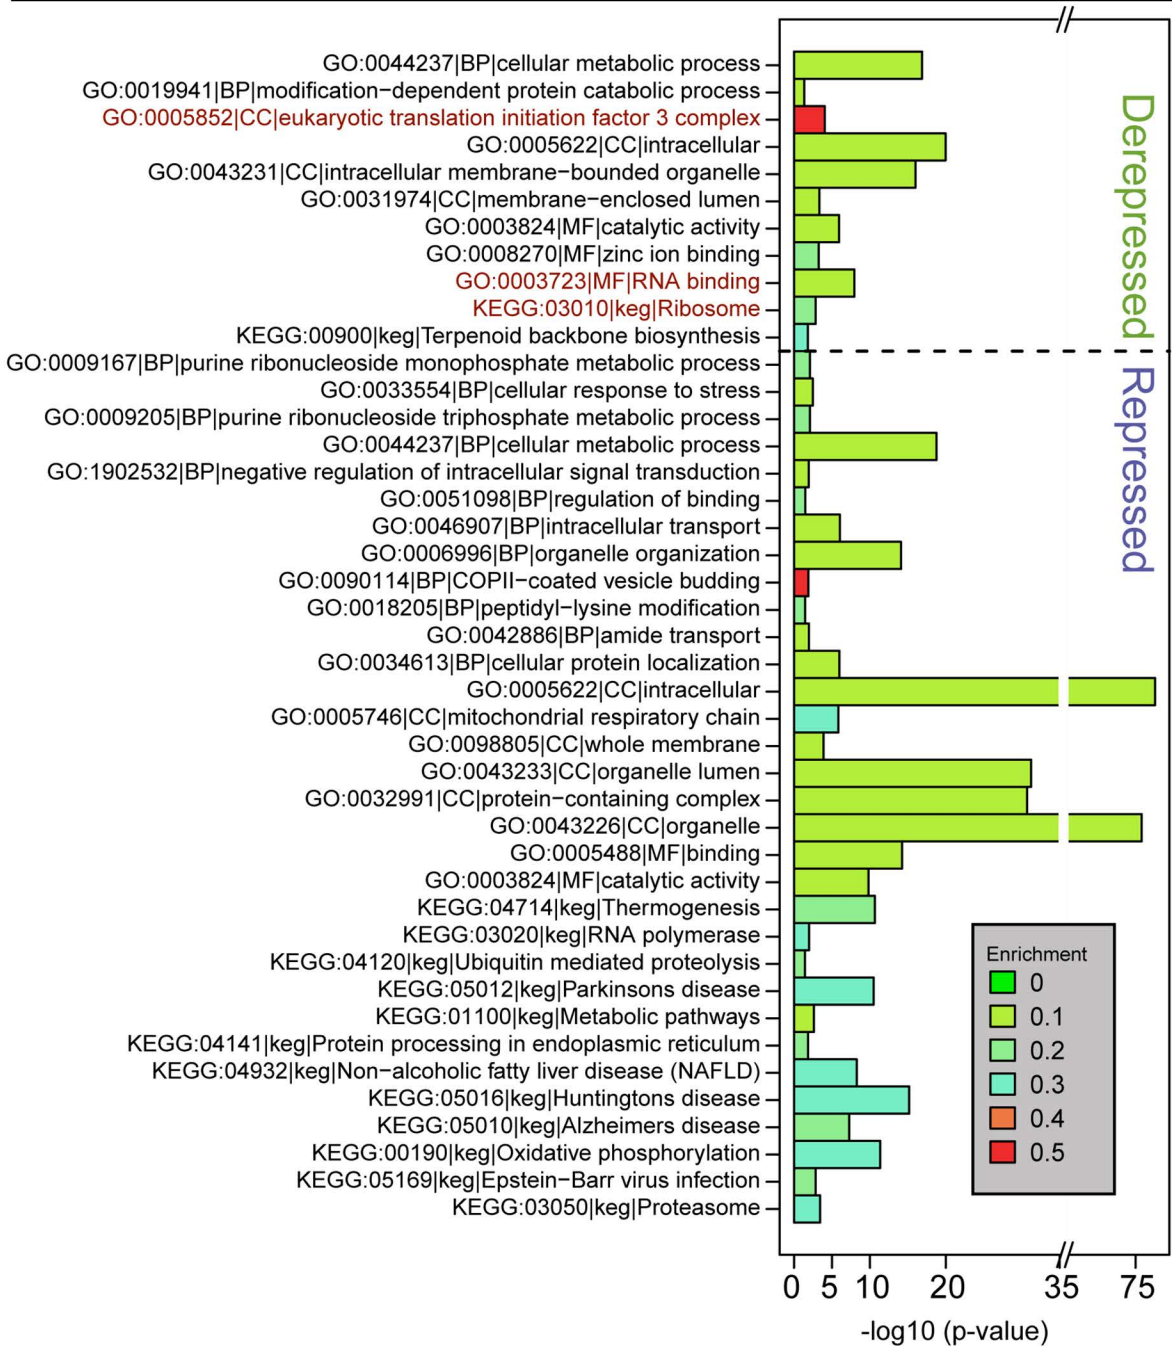 GO:0044237|BP|cellular metabolic process
GO:0019941|BP|modification−dependent protein catabolic process
GO:0005852|CC|eukaryotic translation initiation factor 3 complex
GO:0005622|CC|intracellular
GO:0043231|CC|intracellular membrane−bounded organelle
GO:0031974|CC|membrane−enclosed lumen
GO:0003824|MF|catalytic activity
GO:0008270|MF|zinc ion binding
GO:0003723|MF|RNA binding
KEGG:03010|keg|Ribosome
KEGG:00900|keg|Terpenoid backbone biosynthesis
GO:0009167|BP|purine ribonucleoside monophosphate metabolic process
GO:0033554|BP|cellular response to stress
GO:0009205|BP|purine ribonucleoside triphosphate metabolic process
GO:0044237|BP|cellular metabolic process
GO:1902532|BP|negative regulation of intracellular signal transduction
GO:0051098|BP|regulation of binding
GO:0046907|BP|intracellular transport
GO:0006996|BP|organelle organization
GO:0090114|BP|COPII−coated vesicle budding
GO:0018205|BP|peptidyl−lysine modification
GO:0042886|BP|amide transport
GO:0034613|BP|cellular protein localization
GO:0005622|CC|intracellular
GO:0005746|CC|mitochondrial respiratory chain
GO:0098805|CC|whole membrane
GO:0043233|CC|organelle lumen
GO:0032991|CC|protein−containing complex
GO:0043226|CC|organelle
GO:0005488|MF|binding
GO:0003824|MF|catalytic activity
KEGG:04714|keg|Thermogenesis
KEGG:03020|keg|RNA polymerase
KEGG:04120|keg|Ubiquitin mediated proteolysis
KEGG:05012|keg|Parkinsons disease
KEGG:01100|keg|Metabolic pathways
KEGG:04141|keg|Protein processing in endoplasmic reticulum
KEGG:04932|keg|Non−alcoholic fatty liver disease (NAFLD)
KEGG:05016|keg|Huntingtons disease
KEGG:05010|keg|Alzheimers disease
KEGG:00190|keg|Oxidative phosphorylation
KEGG:05169|keg|Epstein−Barr virus infection
KEGG:03050|keg|Proteasome
Derepressed
Repressed
Enrichment
0
0.1
0.2
0.3
0.4
0.5
0 5 10 20 35 75
-log10 (p-value)